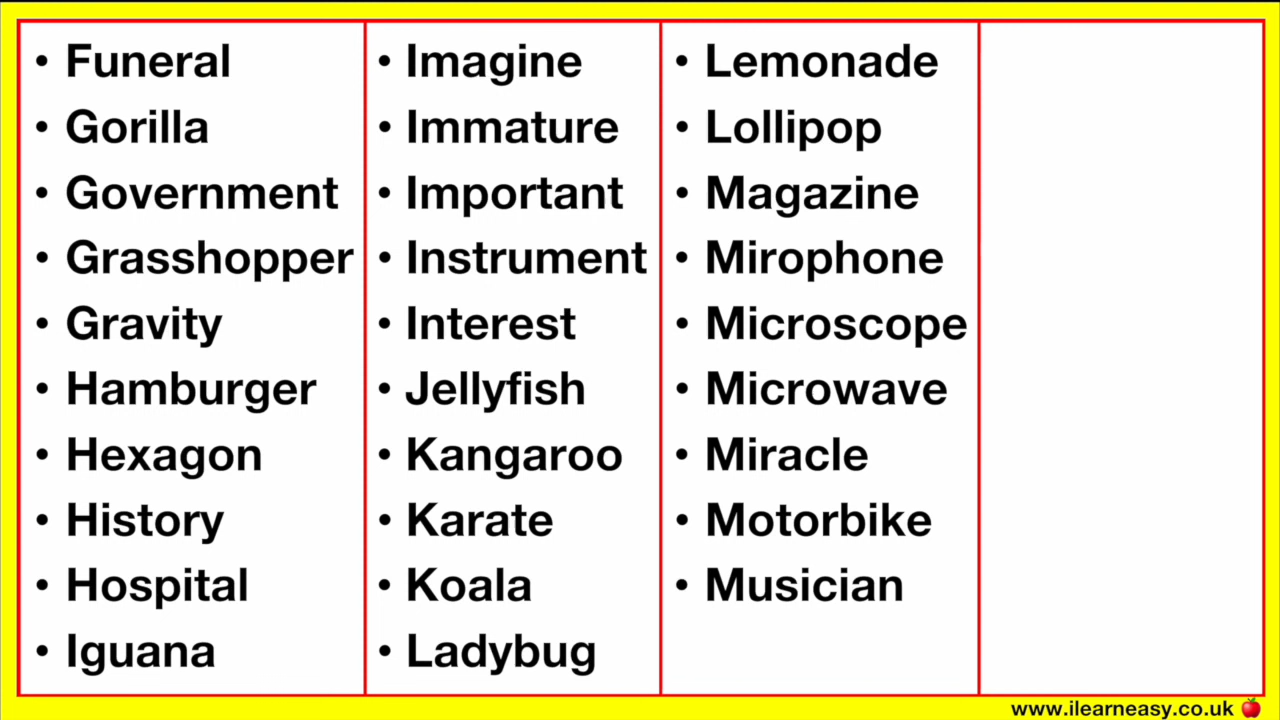 • Funeral
• Gorilla
• Government
• Grasshopper
• Gravity
• Hamburger
• Hexagon
• History
• Hospital
• Iguana
• Imagine
• Immature
• Important
• Instrument
• Interest
• Jellyfish
• Kangaroo
• Karate
• Koala
• Ladybug
• Lemonade
• Lollipop
• Magazine
• Mirophone
• Microscope
• Microwave
• Miracle
• Motorbike
• Musician
www.ilearneasy.co.uk